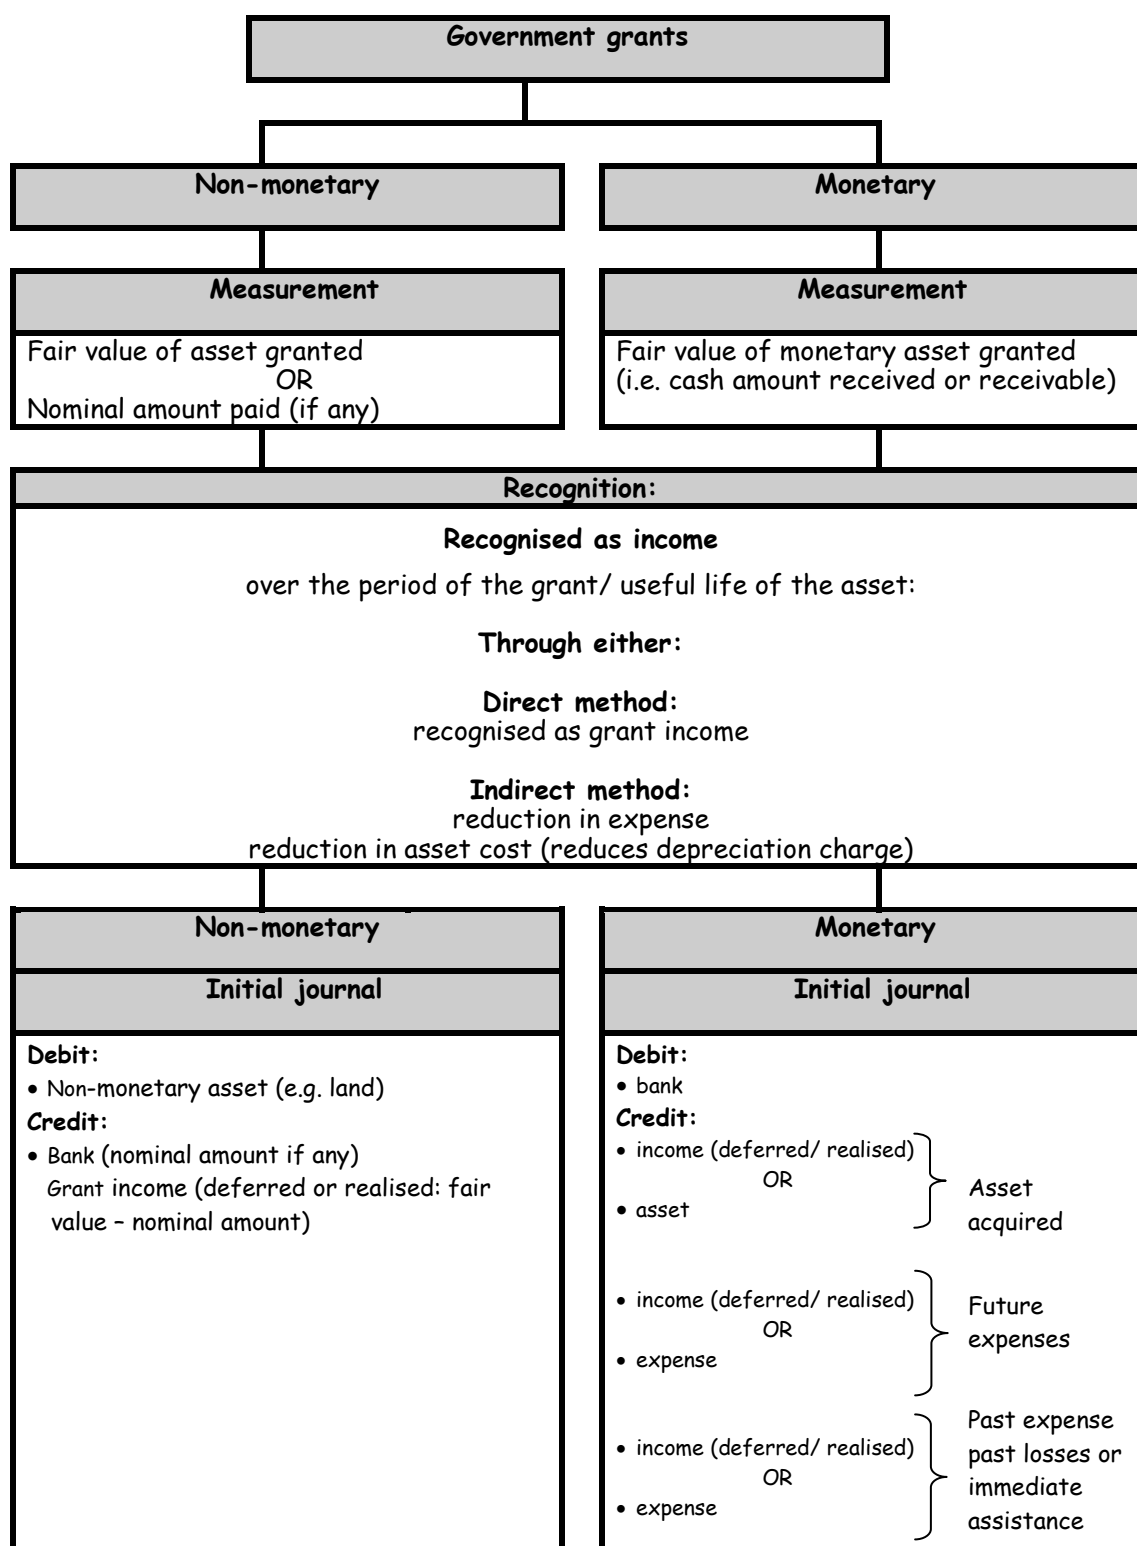 Government grants
Non-monetary
Monetary
Measurement
Measurement
Fair value of asset granted
OR
Nominal amount paid (if any)
Fair value of monetary asset granted
(i.e. cash amount received or receivable)
Recognition:
Recognised as income
over the period of the grant/ useful life of the asset:
Through either:
Direct method:
recognised as grant income
Indirect method:
reduction in expense
reduction in asset cost (reduces depreciation charge)
Non-monetary
Initial journal
Debit:
• Non-monetary asset (e.g. land)
Credit:
• Bank (nominal amount if any)
Grant income (deferred or realised: fair
value – nominal amount)
Monetary
Initial journal
Debit:
• bank
Credit:
• income (deferred/ realised)
OR
• asset
Asset
acquired
• income (deferred/ realised)
OR
• expense
Future
expenses
• income (deferred/ realised)
OR
• expense
Past expense
past losses or
immediate
assistance